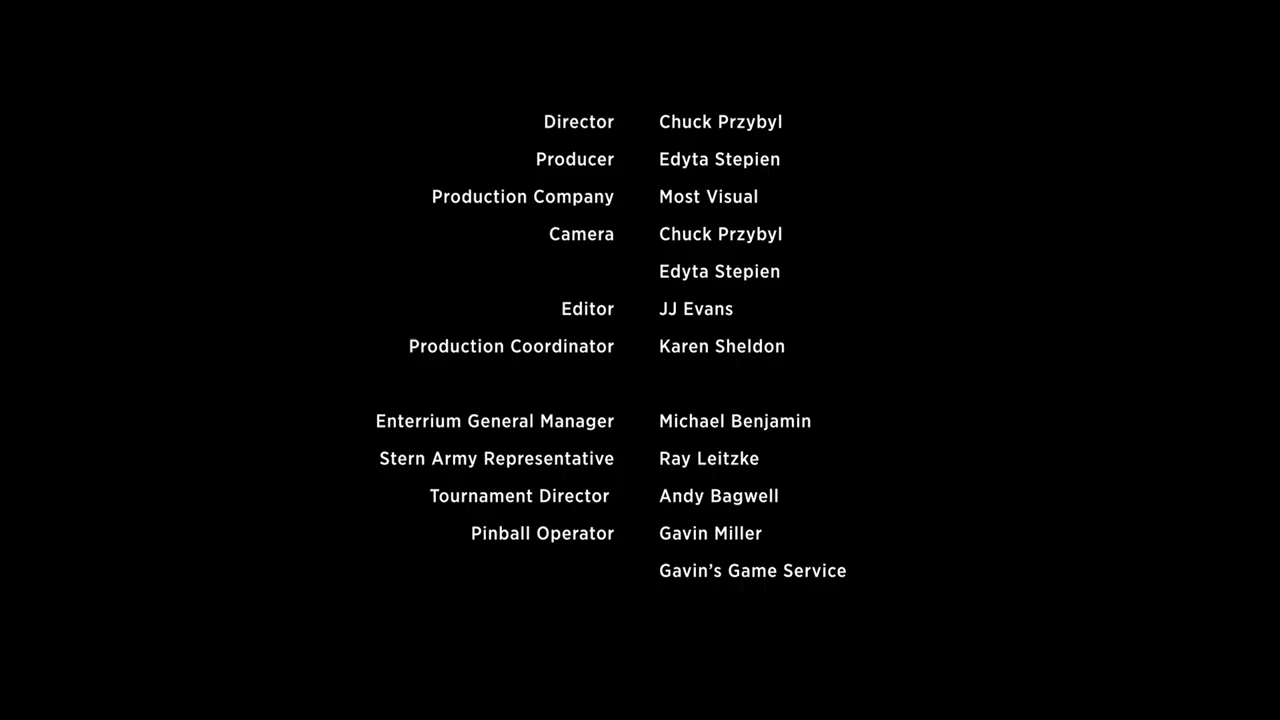 Director Chuck Przybyl
Producer Edyta Stepien
Production Company Most Visual
Camera Chuck Przybyl
Edyta Stepien
Editor JJ Evans
Production Coordinator Karen Sheldon
Enterrium General Manager Michael Benjamin
Stern Army Representative Ray Leitzke
Tournament Director Andy Bagwell
Pinball Operator Gavin Miller
Gavin’s Game Service